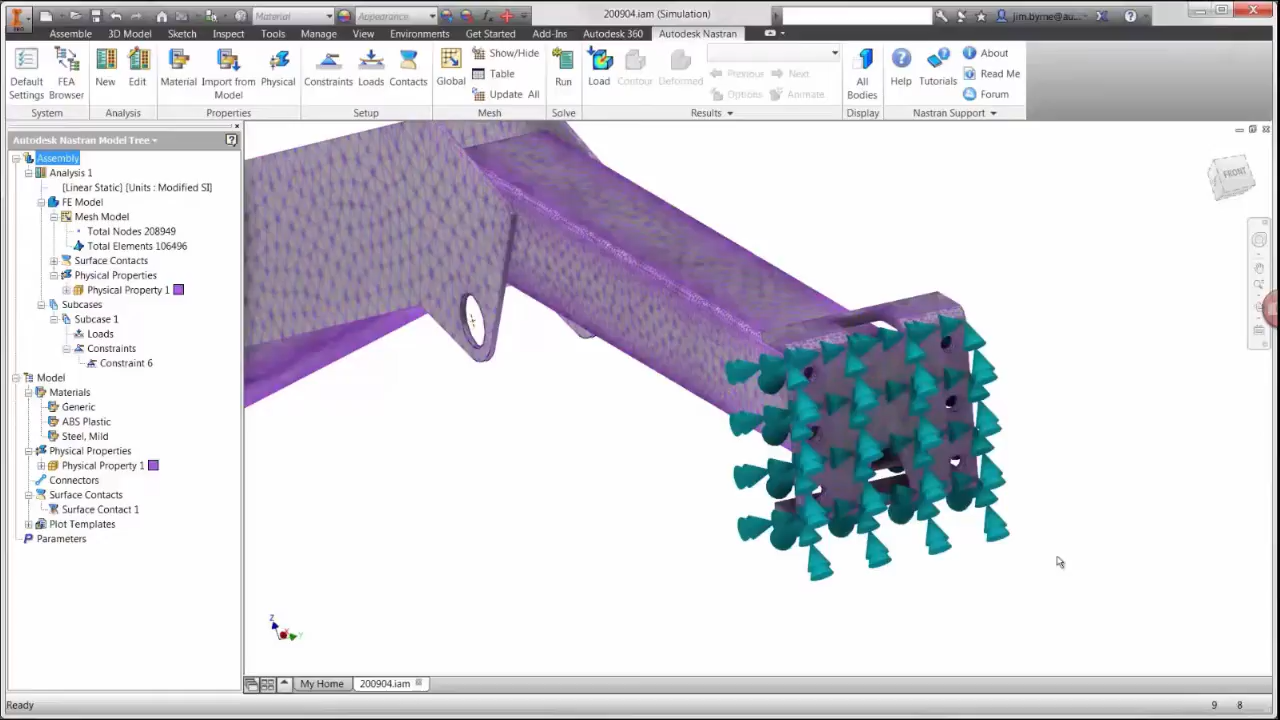 Material
Appearance
200904.iam (Simulation)
jim.byrne@au...
PRO
Assemble 3D Model Sketch Inspect Tools Manage View Environments Get Started Add-Ins Autodesk 360 Autodesk Nastran
Default Settings
FEA Browser
New
Edit
Material
Import from Model
Physical
Constraints
Loads
Contacts
Global
Show/Hide
Table
Update All
Run
Load
Contour
Deformed
Previous
Next
Options
Animate
All Bodies
Help
Tutorials
About
Read Me
Forum
System Analysis Properties Setup Mesh Solve Results Display Nastran Support
Autodesk Nastran Model Tree
Assembly
Analysis 1
[Linear Static] [Units : Modified SI]
FE Model
Mesh Model
Total Nodes 208949
Total Elements 106496
Surface Contacts
Physical Properties
Physical Property 1
Subcases
Subcase 1
Loads
Constraints
Constraint 6
Model
Materials
Generic
ABS Plastic
Steel, Mild
Physical Properties
Physical Property 1
Connectors
Surface Contacts
Surface Contact 1
Plot Templates
Parameters
FRONT
Z
Y
My Home 200904.iam
Ready 9 8